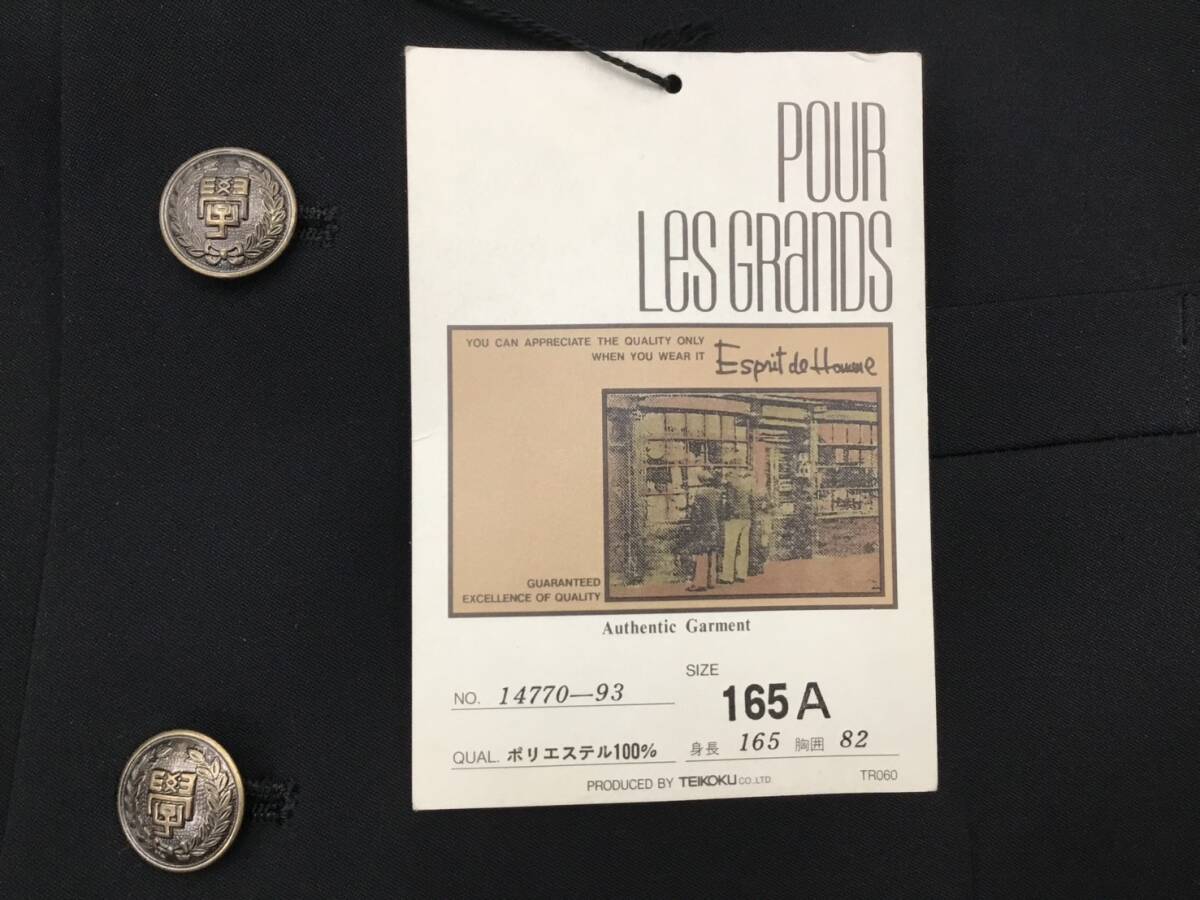 POUR
Les GRanDS
YOU CAN APPRECIATE THE QUALITY ONLY
WHEN YOU WEAR IT
Esprit de Homme
GUARANTEED
EXCELLENCE OF QUALITY
Authentic Garment
SIZE
NO. 14770—93
165A
QUAL. ポリエステル100%
身長 165 胸囲 82
PRODUCED BY TEIKOKU CO.,LTD.
TR060
學
學